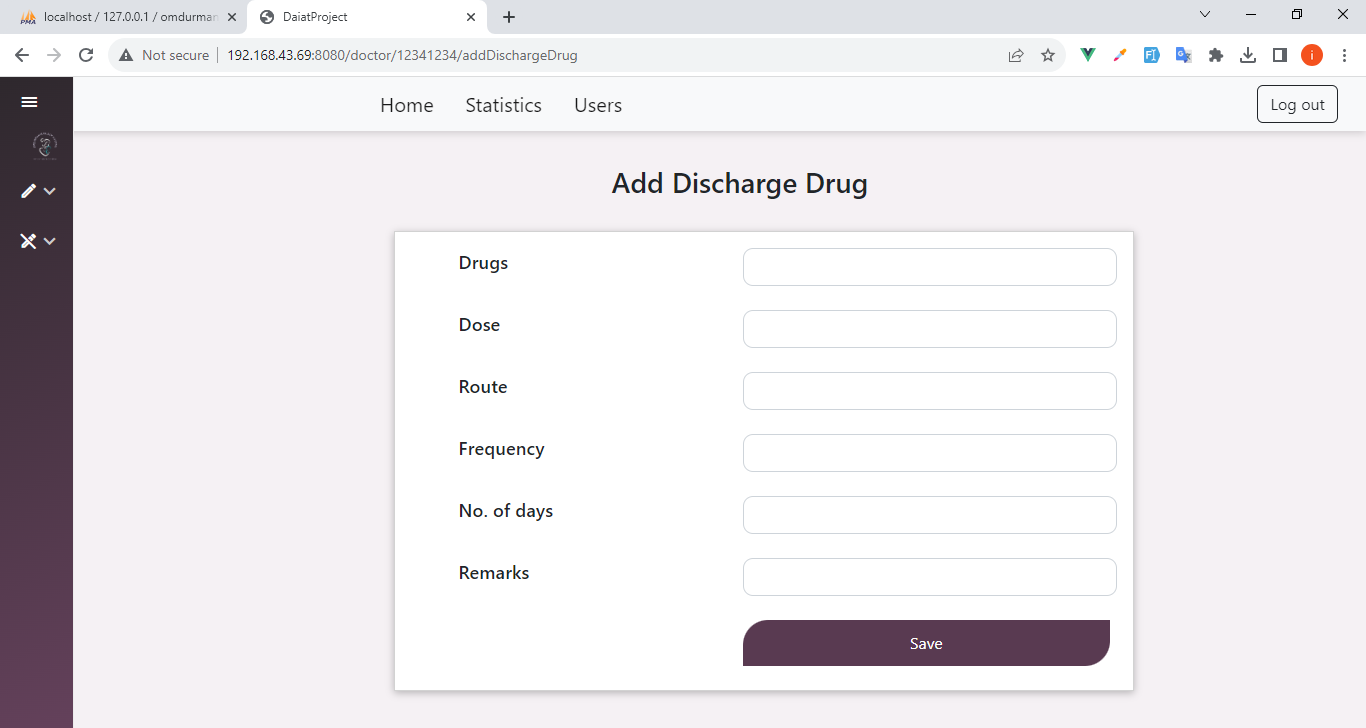 localhost / 127.0.0.1 / omdurman
DaiatProject
Not secure
192.168.43.69:8080/doctor/12341234/addDischargeDrug
Home Statistics Users Log out
Add Discharge Drug
Drugs
Dose
Route
Frequency
No. of days
Remarks
Save